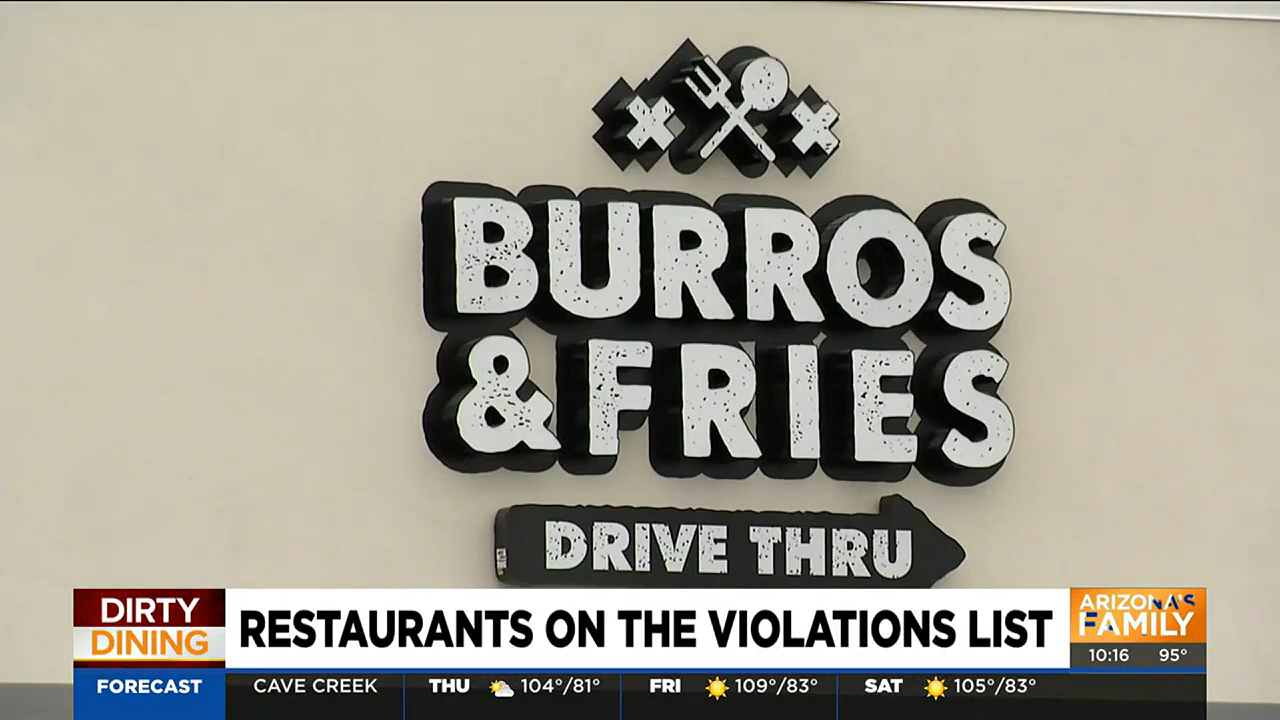 BURROS
& FRIES
DRIVE THRU
DIRTY
DINING
RESTAURANTS ON THE VIOLATIONS LIST
ARIZONA'S
FAMILY
10:16 95°
FORECAST CAVE CREEK THU 104°/81° FRI 109°/83° SAT 105°/83°